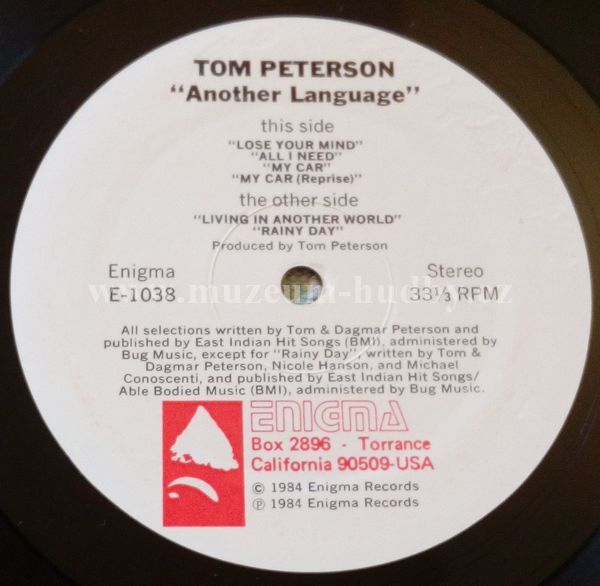 TOM PETERSON
"Another Language"
this side
"LOSE YOUR MIND"
"ALL I NEED"
"MY CAR"
"MY CAR (Reprise)"
the other side
"LIVING IN ANOTHER WORLD"
"RAINY DAY"
Produced by Tom Peterson
Enigma
E-1038
Stereo
33⅓ RPM
www.muzeum-hudby.cz
All selections written by Tom & Dagmar Peterson and
published by East Indian Hit Songs (BMI), administered by
Bug Music, except for "Rainy Day", written by Tom &
Dagmar Peterson, Nicole Hanson, and Michael
Conoscenti, and published by East Indian Hit Songs/
Able Bodied Music (BMI), administered by Bug Music.
ENIGMA
Box 2896 - Torrance
California 90509-USA
© 1984 Enigma Records
℗ 1984 Enigma Records